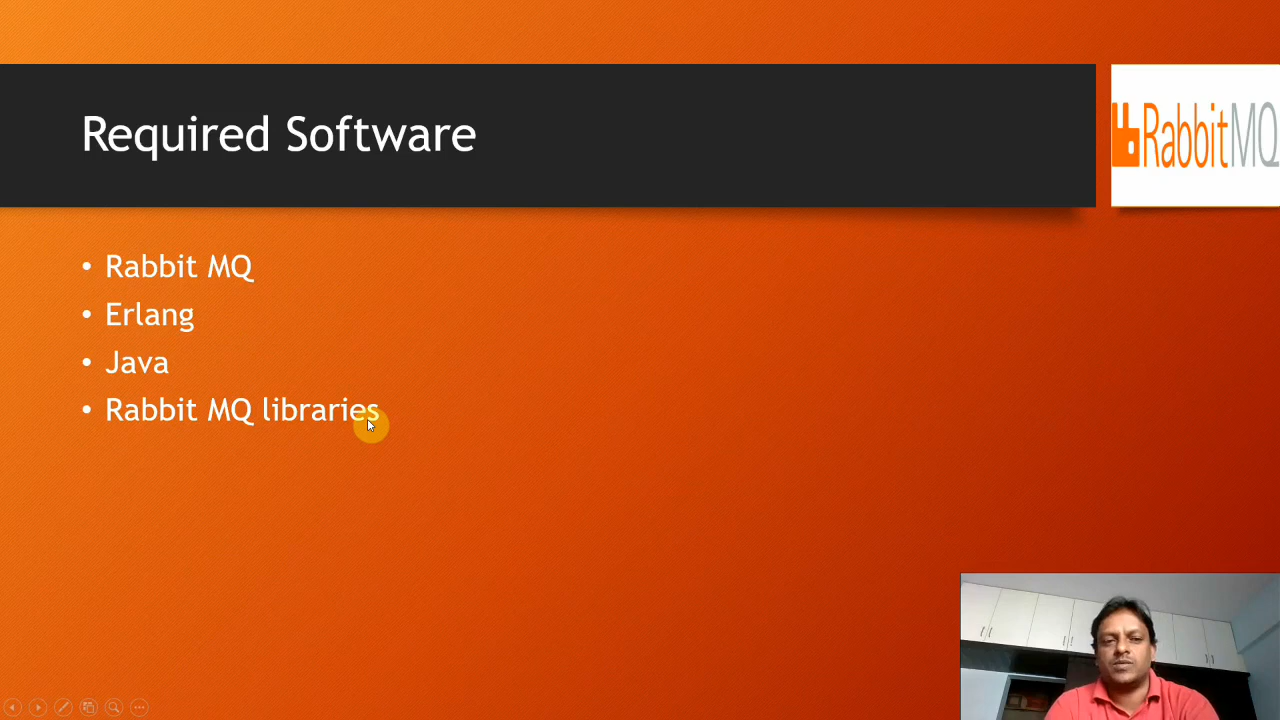 Required Software
RabbitMQ
• Rabbit MQ
• Erlang
• Java
• Rabbit MQ libraries